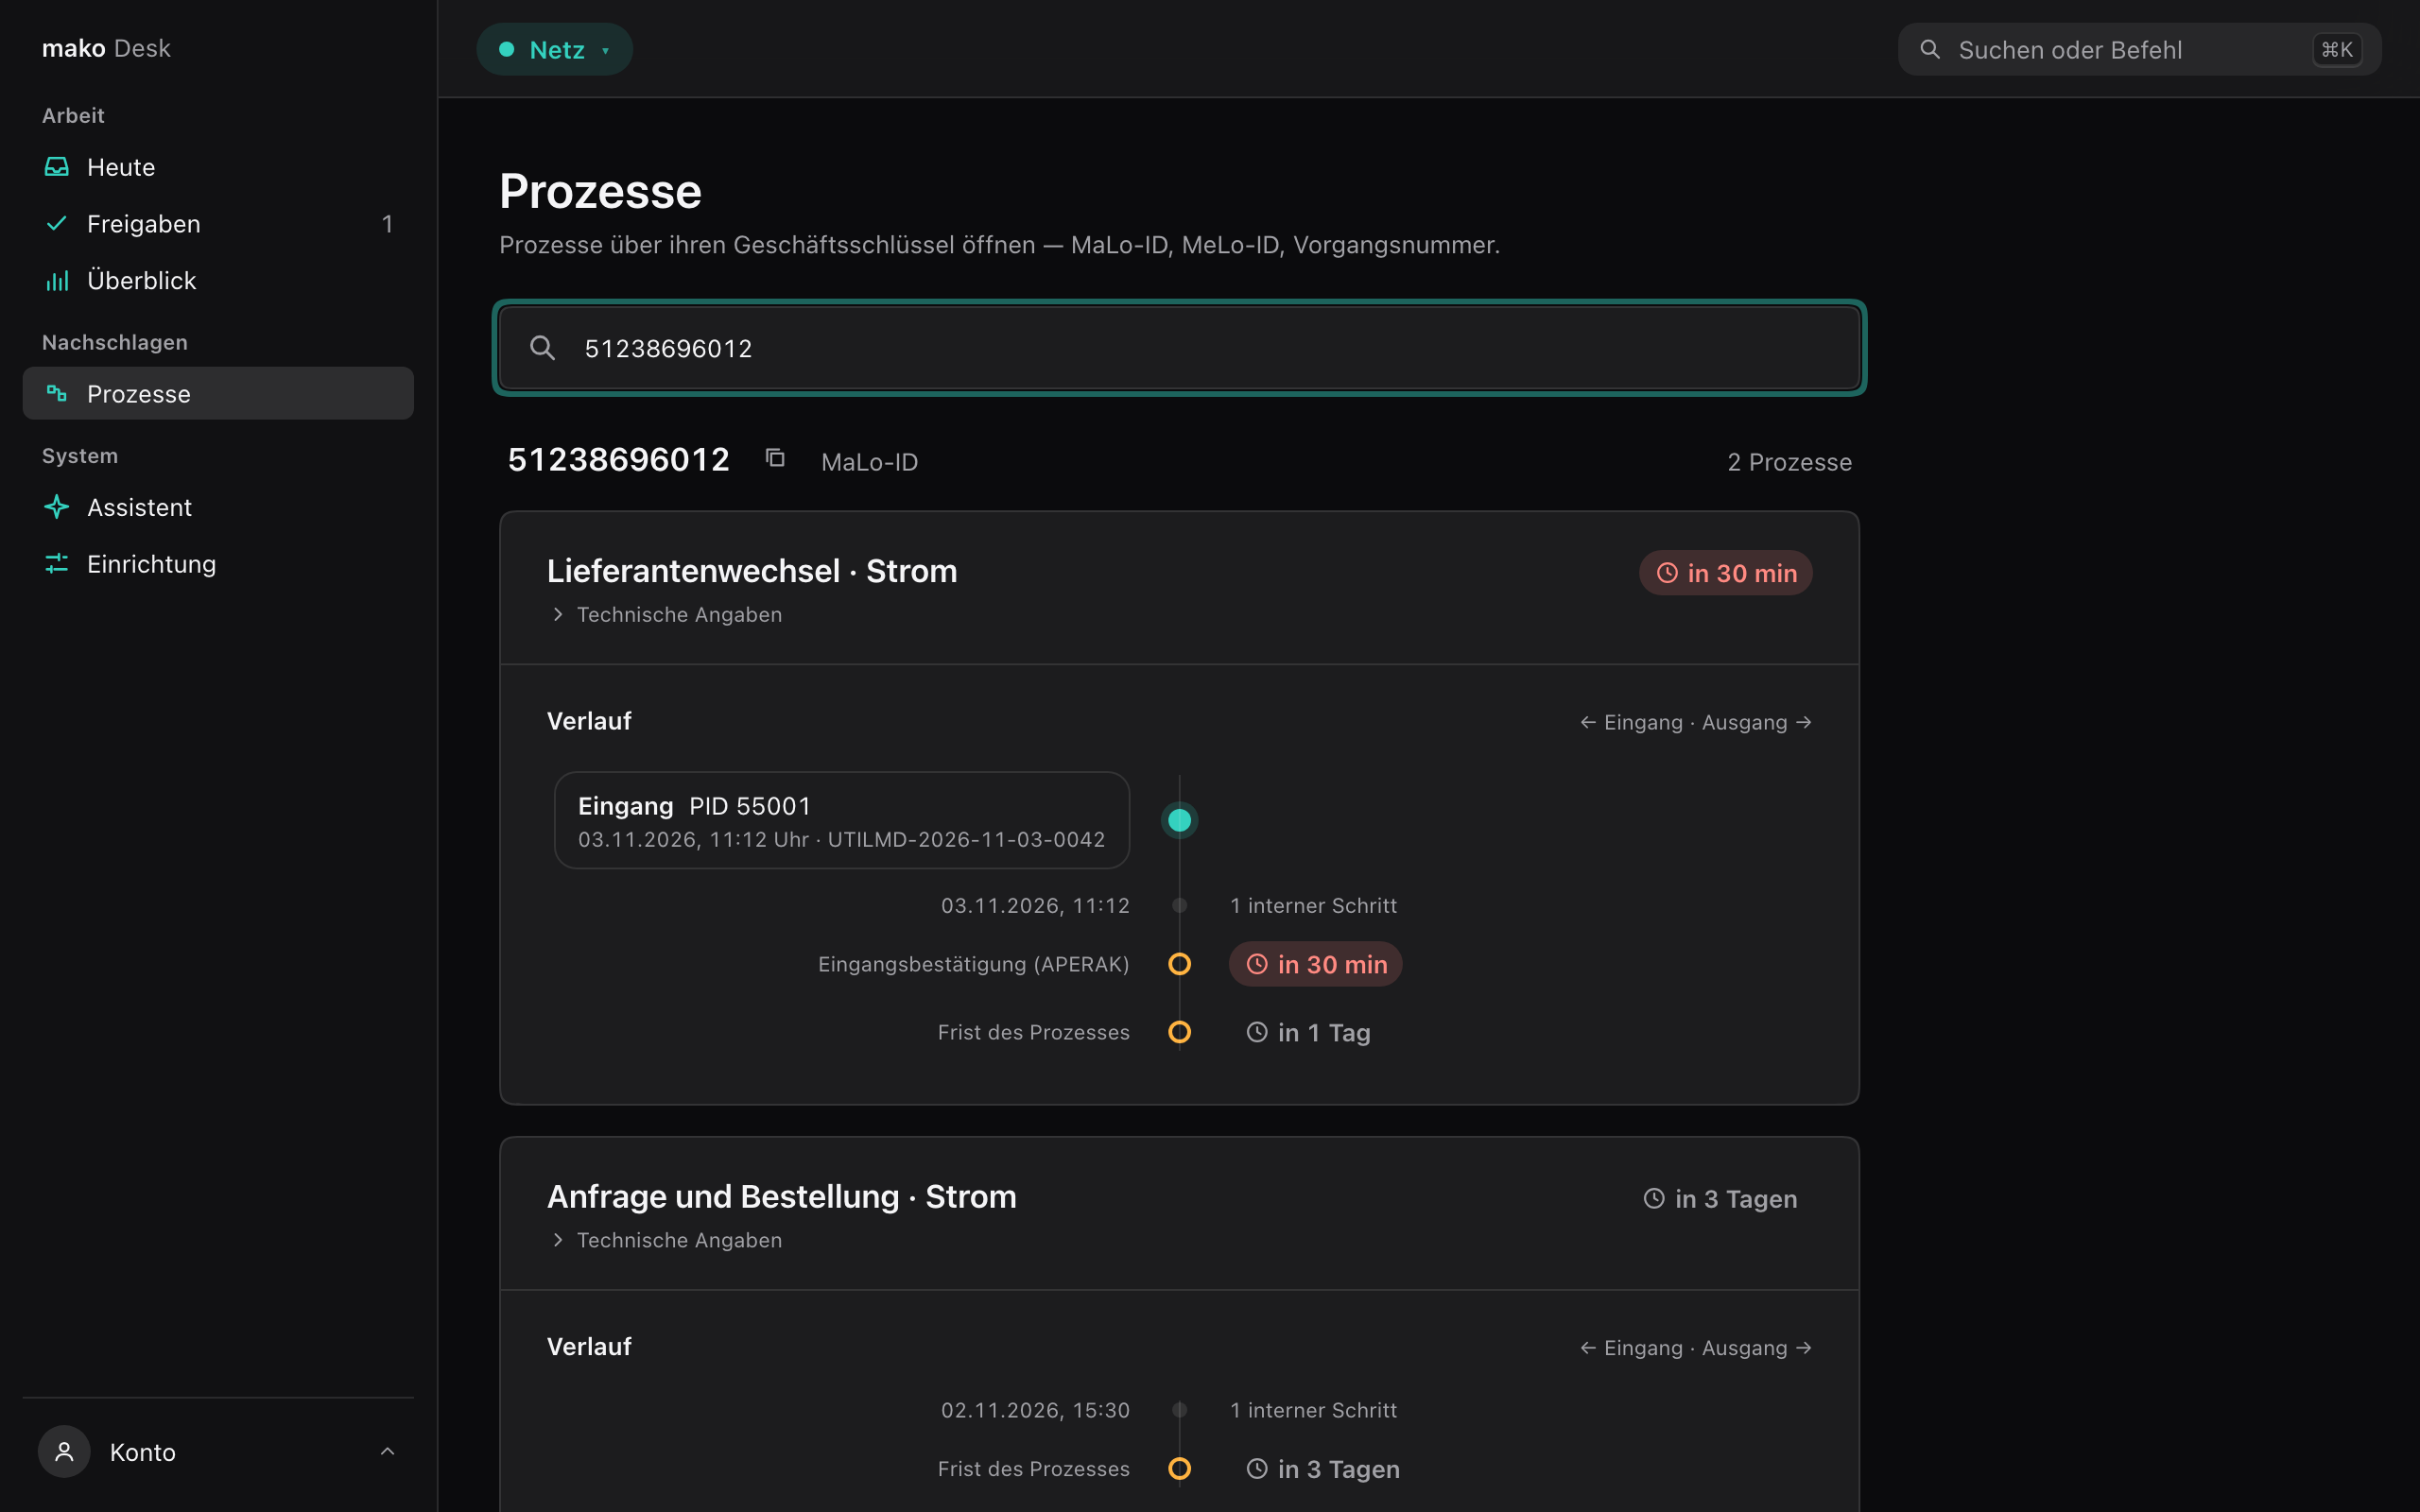 mako Desk
Arbeit
Heute
Freigaben 1
Überblick
Nachschlagen
Prozesse
System
Assistent
Einrichtung
Konto
Netz
Suchen oder Befehl ⌘K
Prozesse
Prozesse über ihren Geschäftsschlüssel öffnen — MaLo-ID, MeLo-ID, Vorgangsnummer.
51238696012
51238696012 MaLo-ID 2 Prozesse
Lieferantenwechsel · Strom in 30 min
Technische Angaben
Verlauf ← Eingang · Ausgang →
Eingang PID 55001
03.11.2026, 11:12 Uhr · UTILMD-2026-11-03-0042
03.11.2026, 11:12 1 interner Schritt
Eingangsbestätigung (APERAK) in 30 min
Frist des Prozesses in 1 Tag
Anfrage und Bestellung · Strom in 3 Tagen
Technische Angaben
Verlauf ← Eingang · Ausgang →
02.11.2026, 15:30 1 interner Schritt
Frist des Prozesses in 3 Tagen